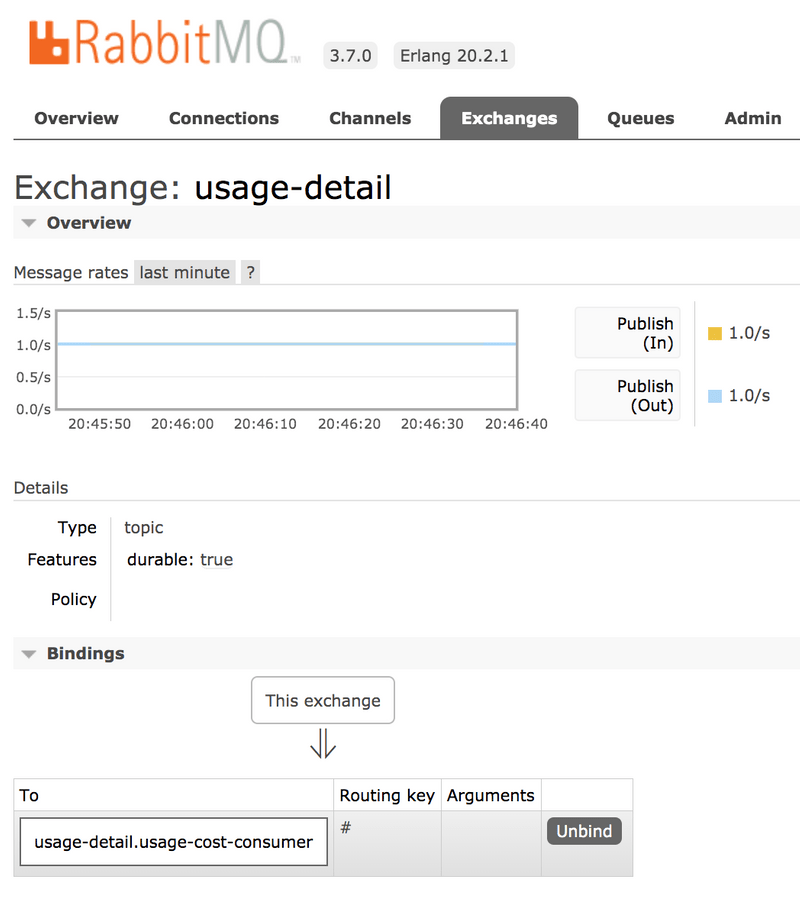 RabbitMQ™ 3.7.0 Erlang 20.2.1
Overview Connections Channels Exchanges Queues Admin
Exchange: usage-detail
Overview
Message rates last minute ?
1.5/s
1.0/s
0.5/s
0.0/s
20:45:50 20:46:00 20:46:10 20:46:20 20:46:30 20:46:40
Publish
(In)
1.0/s
Publish
(Out)
1.0/s
Details
Type topic
Features durable: true
Policy
Bindings
This exchange
To Routing key Arguments
usage-detail.usage-cost-consumer # Unbind